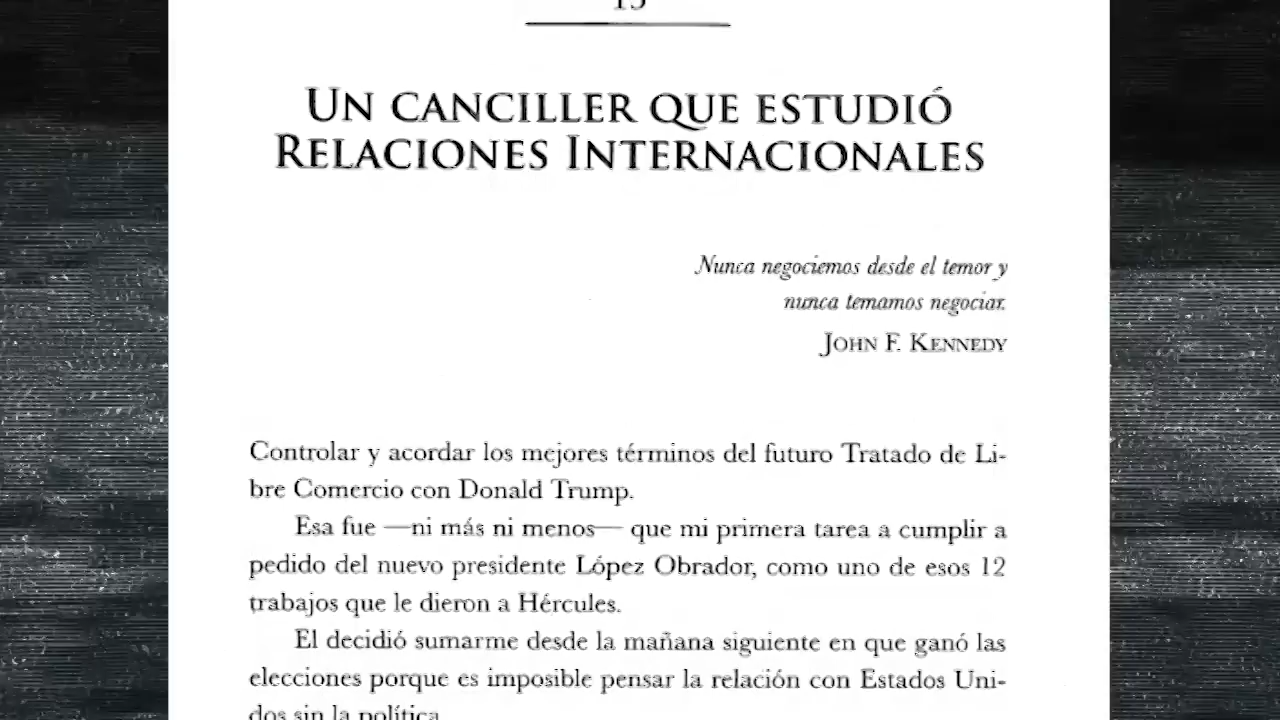 UN CANCILLER QUE ESTUDIÓ
RELACIONES INTERNACIONALES
Nunca negociemos desde el temor y
nunca temamos negociar.
JOHN F. KENNEDY
Controlar y acordar los mejores términos del futuro Tratado de Li-
bre Comercio con Donald Trump.
Esa fue —ni más ni menos— que mi primera tarea a cumplir a
pedido del nuevo presidente López Obrador, como uno de esos 12
trabajos que le dieron a Hércules.
El decidió sumarme desde la mañana siguiente en que ganó las
elecciones porque es imposible pensar la relación con Estados Uni-
dos sin la política